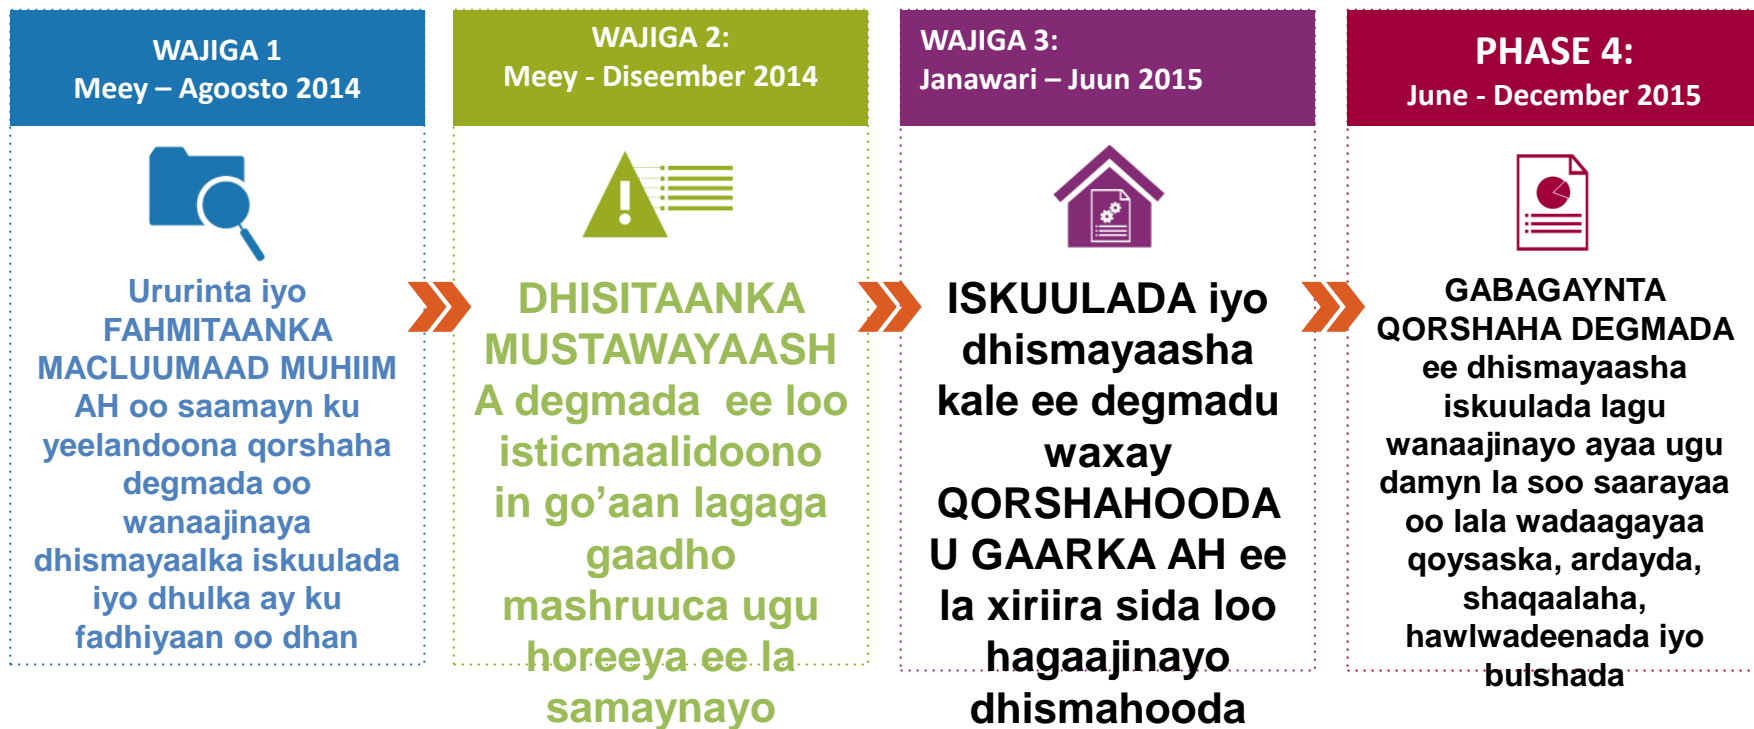 WAJIGA 1
Meey – Agoosto 2014
Ururinta iyo
FAHMITAANKA
MACLUUMAAD MUHIIM
AH oo saamayn ku
yeelandoona qorshaha
degmada oo
wanaajinaya
dhismayaalka iskuulada
iyo dhulka ay ku
fadhiyaan oo dhan
WAJIGA 2:
Meey - Diseember 2014
DHISITAANKA
MUSTAWAYAASH
A degmada ee loo
isticmaalidoono
in go’aan lagaga
gaadho
mashruuca ugu
horeeya ee la
samaynayo
WAJIGA 3:
Janawari – Juun 2015
ISKUULADA iyo
dhismayaasha
kale ee degmadu
waxay
QORSHAHOODA
U GAARKA AH ee
la xiriira sida loo
hagaajinayo
dhismahooda
PHASE 4:
June - December 2015
GABAGAYNTA
QORSHAHA DEGMADA
ee dhismayaasha
iskuulada lagu
wanaajinayo ayaa ugu
damyn la soo saarayaa
oo lala wadaagayaa
qoysaska, ardayda,
shaqaalaha,
hawlwadeenada iyo
bulshada